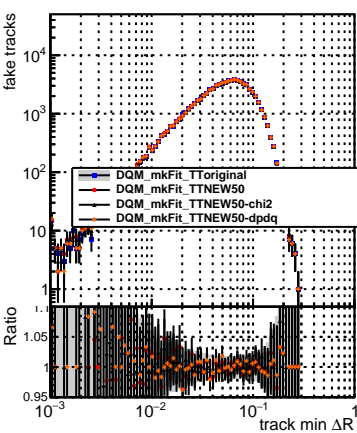 fake tracks
10^4
10^3
10^2
DQM_mkFit_TToriginal
DQM_mkFit_TTNEW50
DQM_mkFit_TTNEW50-chi2
DQM_mkFit_TTNEW50-dpdq
10
1
Ratio
1.1
1.05
1
0.95
10^−3 10^−2 10^−1 1
track min ΔR